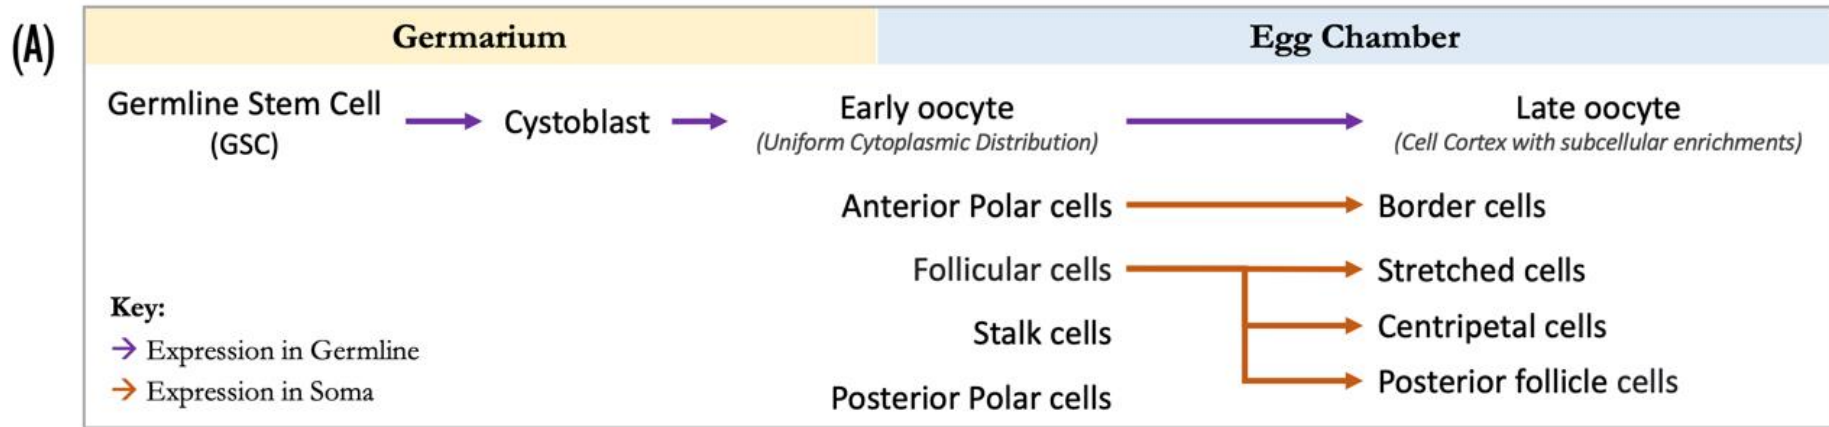 (A)
Germarium
Egg Chamber
Germline Stem Cell
(GSC)
Cystoblast
Early oocyte
(Uniform Cytoplasmic Distribution)
Late oocyte
(Cell Cortex with subcellular enrichments)
Anterior Polar cells
Border cells
Follicular cells
Stretched cells
Centripetal cells
Stalk cells
Posterior follicle cells
Posterior Polar cells
Key:
→ Expression in Germline
→ Expression in Soma